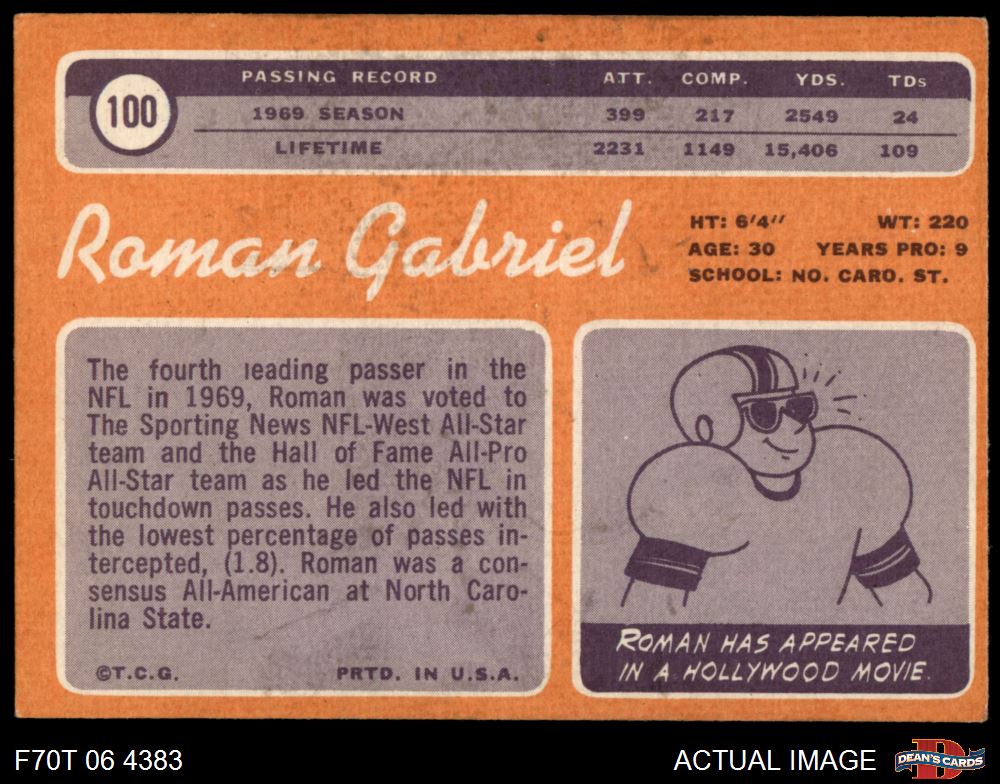 100
PASSING RECORD ATT. COMP. YDS. TDs
1969 SEASON 399 217 2549 24
LIFETIME 2231 1149 15,406 109
Roman Gabriel
HT: 6'4" WT: 220
AGE: 30 YEARS PRO: 9
SCHOOL: NO. CARO. ST.
The fourth leading passer in the
NFL in 1969, Roman was voted to
The Sporting News NFL-West All-Star
team and the Hall of Fame All-Pro
All-Star team as he led the NFL in
touchdown passes. He also led with
the lowest percentage of passes in-
tercepted, (1.8). Roman was a con-
sensus All-American at North Caro-
lina State.
©T.C.G. PRTD. IN U.S.A.
ROMAN HAS APPEARED
IN A HOLLYWOOD MOVIE.
F70T 06 4383 ACTUAL IMAGE
D
DEAN'S CARDS